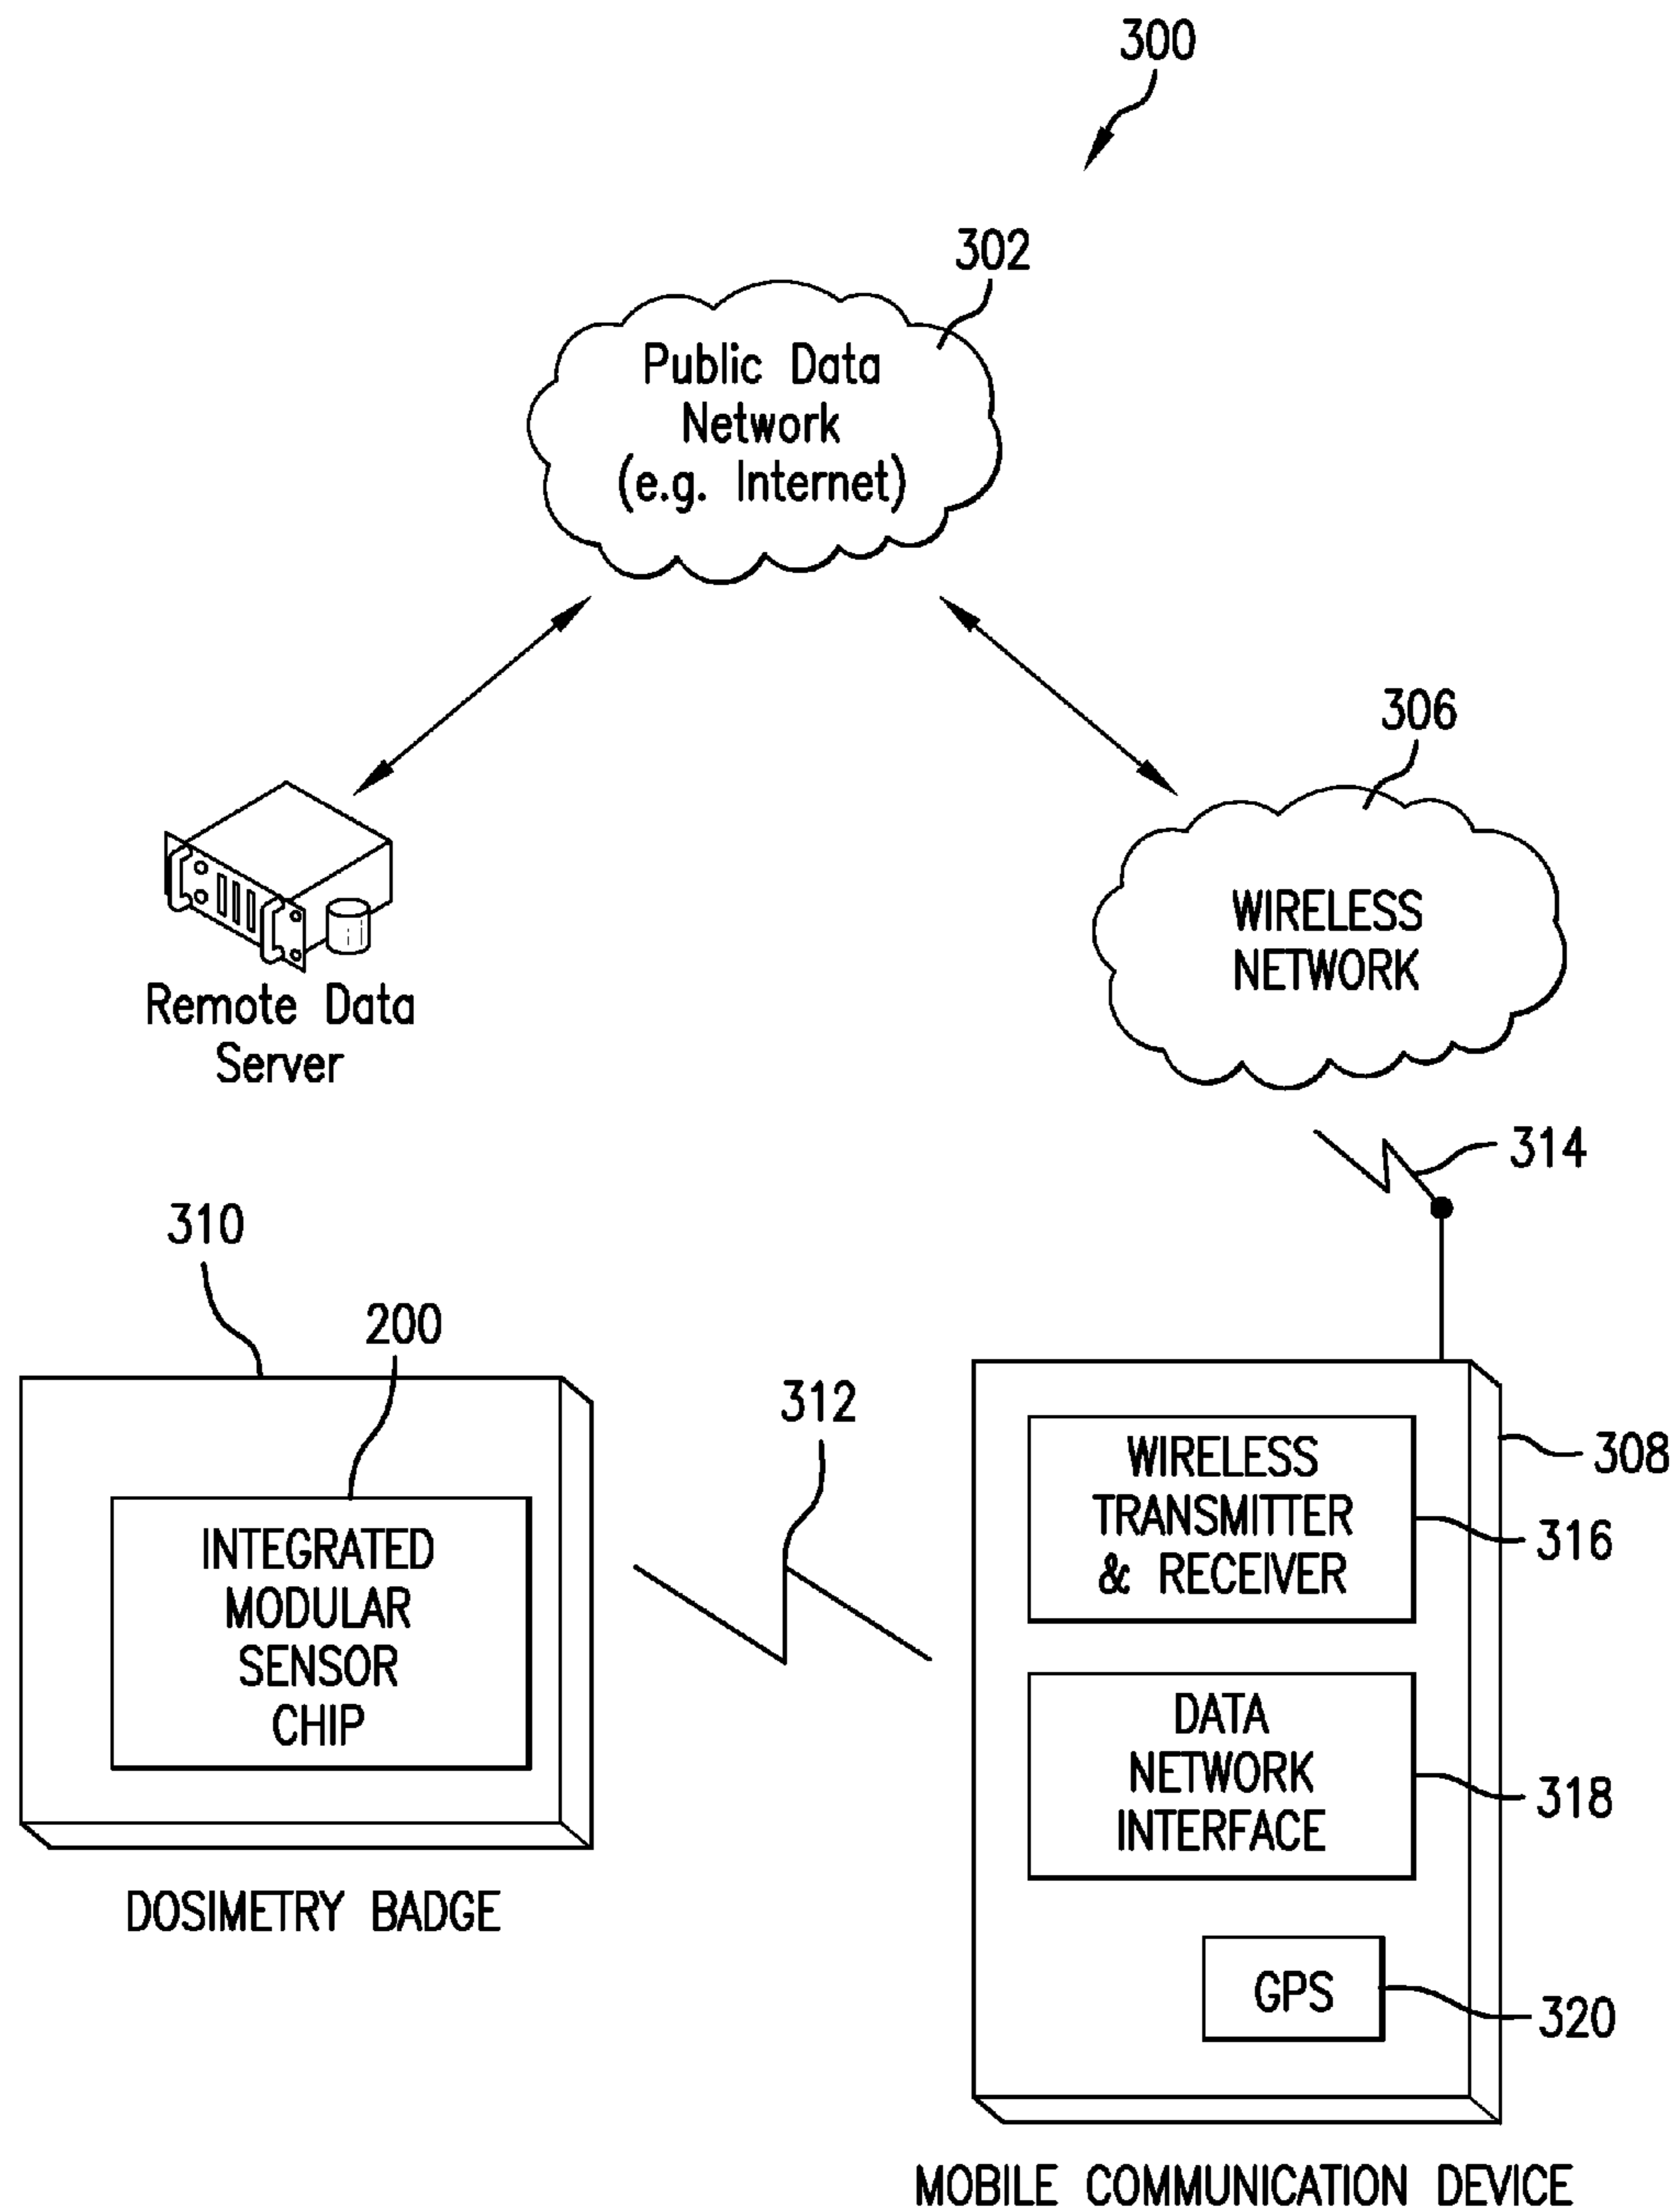 300
302
Public Data
Network
(e.g. Internet)
306
WIRELESS
NETWORK
Remote Data
Server
314
310
200
312
INTEGRATED
MODULAR
SENSOR
CHIP
DOSIMETRY BADGE
308
WIRELESS
TRANSMITTER
& RECEIVER
316
DATA
NETWORK
INTERFACE
318
GPS
320
MOBILE COMMUNICATION DEVICE